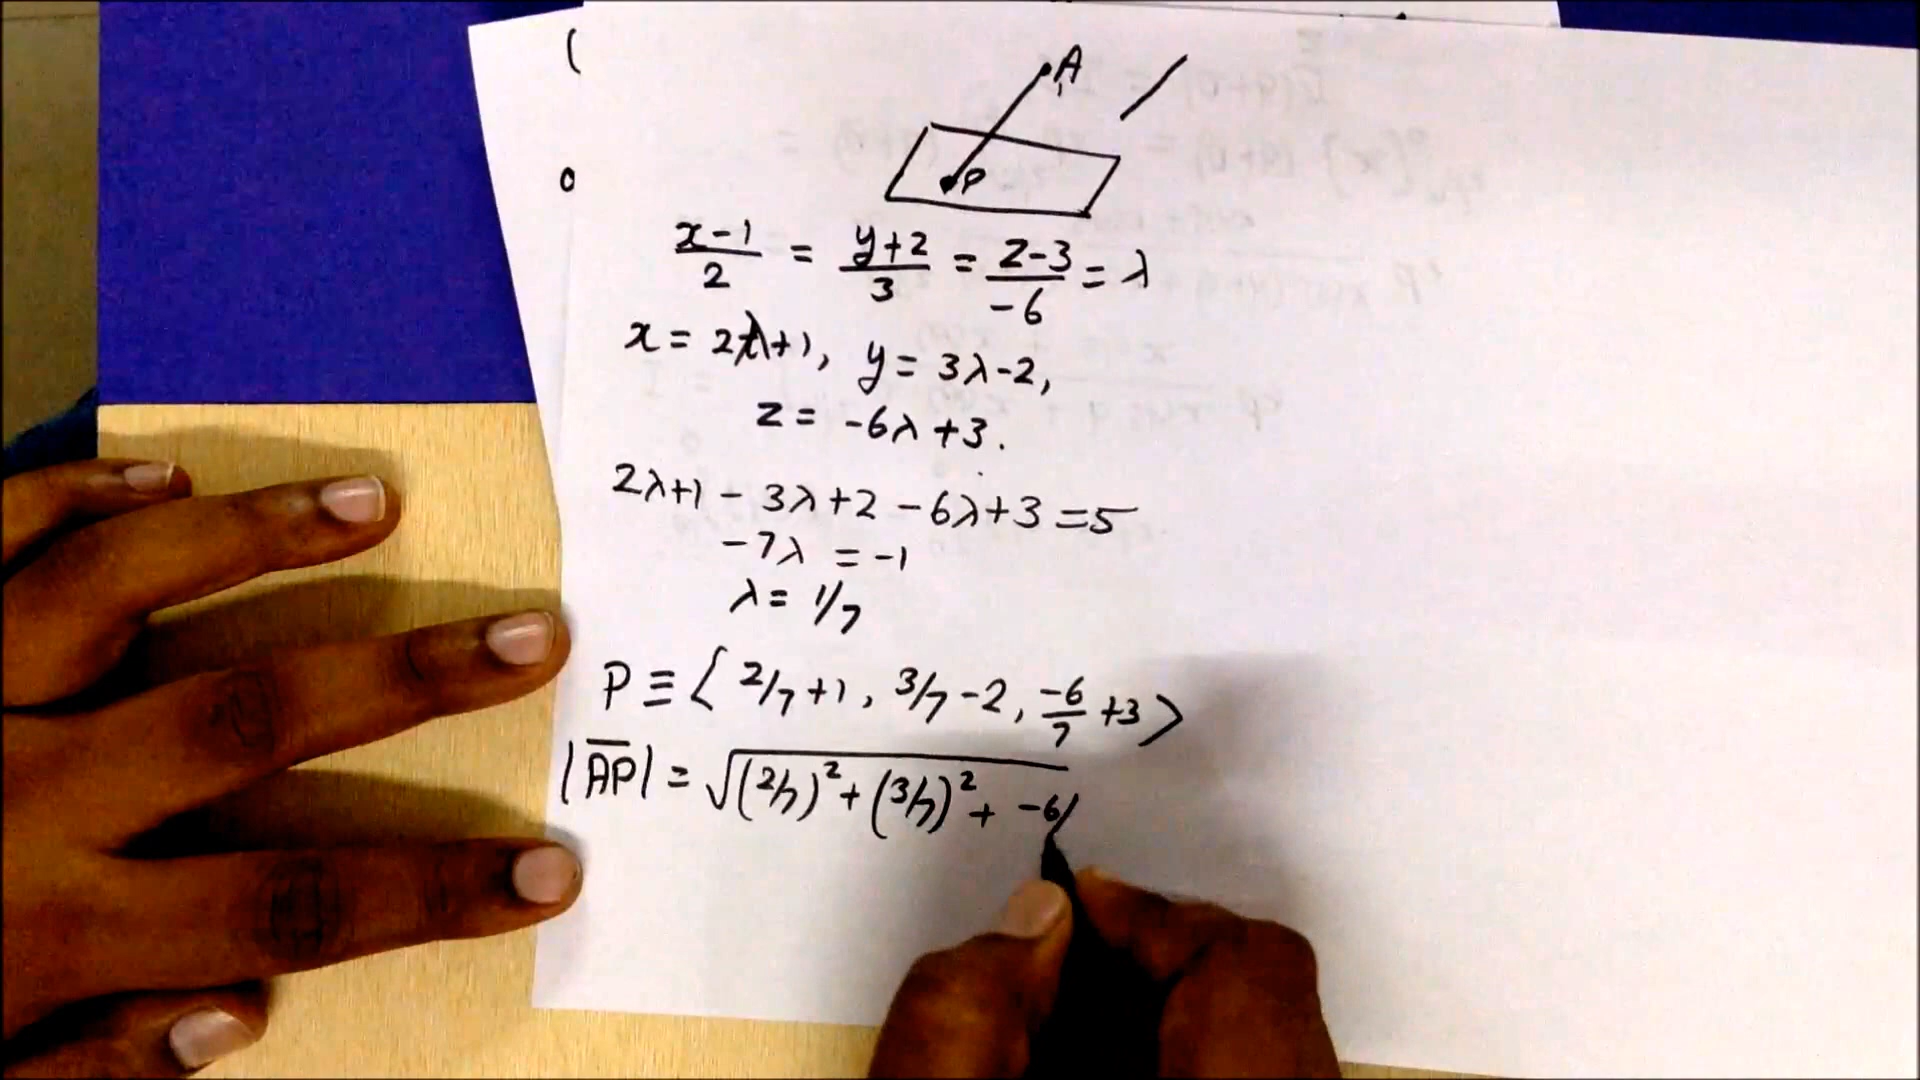 (
A
o
P
x-1/2 = y+2/3 = z-3/-6 = λ
x = 2λ+1, y = 3λ-2,
z = -6λ+3.
2λ+1 - 3λ+2 - 6λ+3 = 5
-7λ = -1
λ = 1/7
P ≡ ⟨ 2/7+1, 3/7-2, -6/7+3 ⟩
|AP| = √(2/7)² + (3/7)² + -6/